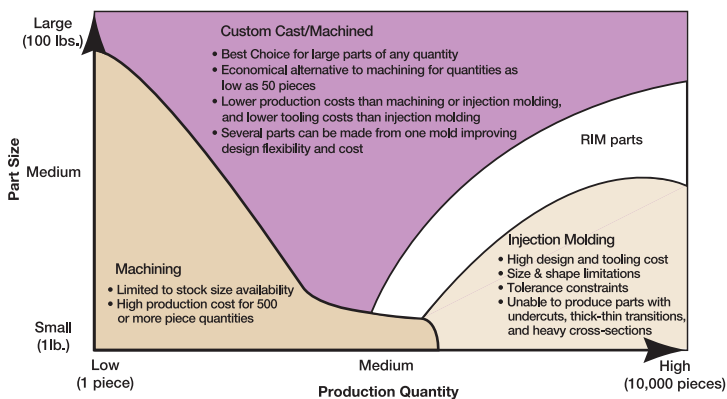 Large
(100 lbs.)
Part Size
Medium
Small
(1lb.)
Custom Cast/Machined
• Best Choice for large parts of any quantity
• Economical alternative to machining for quantities as
low as 50 pieces
• Lower production costs than machining or injection molding,
and lower tooling costs than injection molding
• Several parts can be made from one mold improving
design flexibility and cost
RIM parts
Machining
• Limited to stock size availability
• High production cost for 500
or more piece quantities
Injection Molding
• High design and tooling cost
• Size & shape limitations
• Tolerance constraints
• Unable to produce parts with
undercuts, thick-thin transitions,
and heavy cross-sections
Low
(1 piece)
Medium
High
(10,000 pieces)
Production Quantity